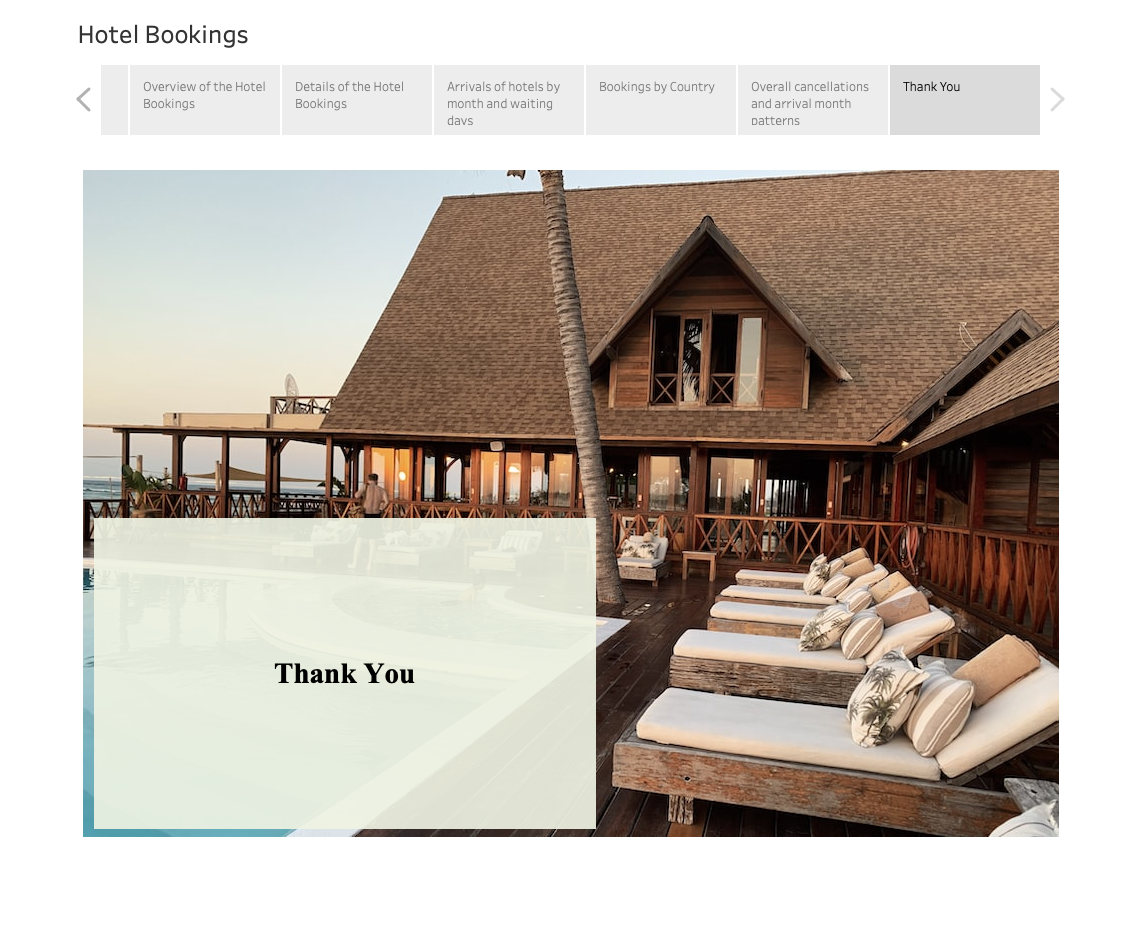 Hotel Bookings
Overview of the Hotel
Bookings
Details of the Hotel
Bookings
Arrivals of hotels by
month and waiting
days
Bookings by Country
Overall cancellations
and arrival month
patterns
Thank You
Thank You